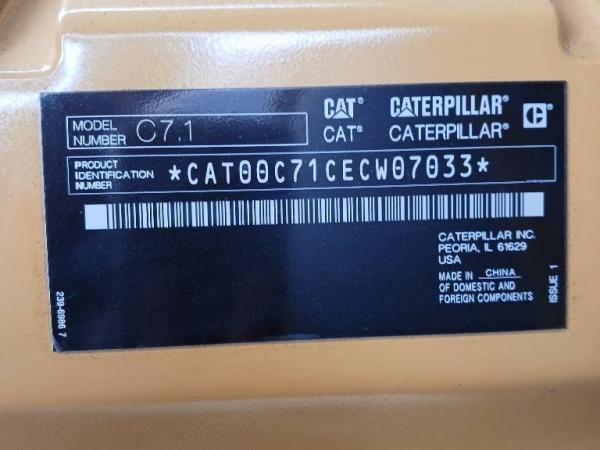 CAT® CATERPILLAR®
CAT® CATERPILLAR®
MODEL NUMBER C7.1
PRODUCT IDENTIFICATION NUMBER *CAT00C71CECW07033*
CATERPILLAR INC.
PEORIA, IL 61629
USA
MADE IN CHINA
OF DOMESTIC AND
FOREIGN COMPONENTS
ISSUE 1
239-6986 7